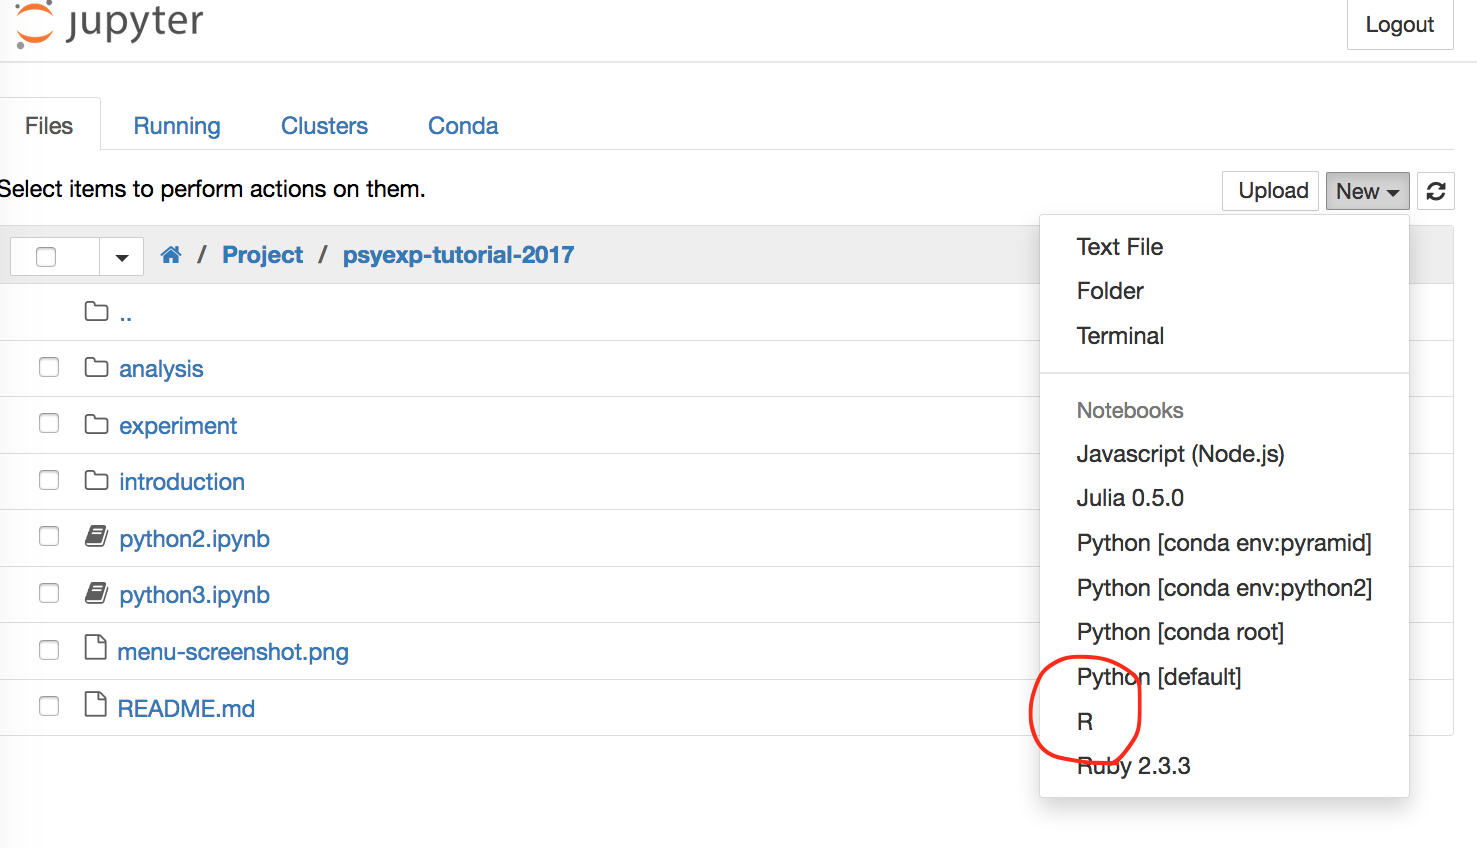 jupyter
Logout
Files Running Clusters Conda
Select items to perform actions on them.
Upload New
/ Project / psyexp-tutorial-2017
..
analysis
experiment
introduction
python2.ipynb
python3.ipynb
menu-screenshot.png
README.md
Text File
Folder
Terminal
Notebooks
Javascript (Node.js)
Julia 0.5.0
Python [conda env:pyramid]
Python [conda env:python2]
Python [conda root]
Python [default]
R
Ruby 2.3.3